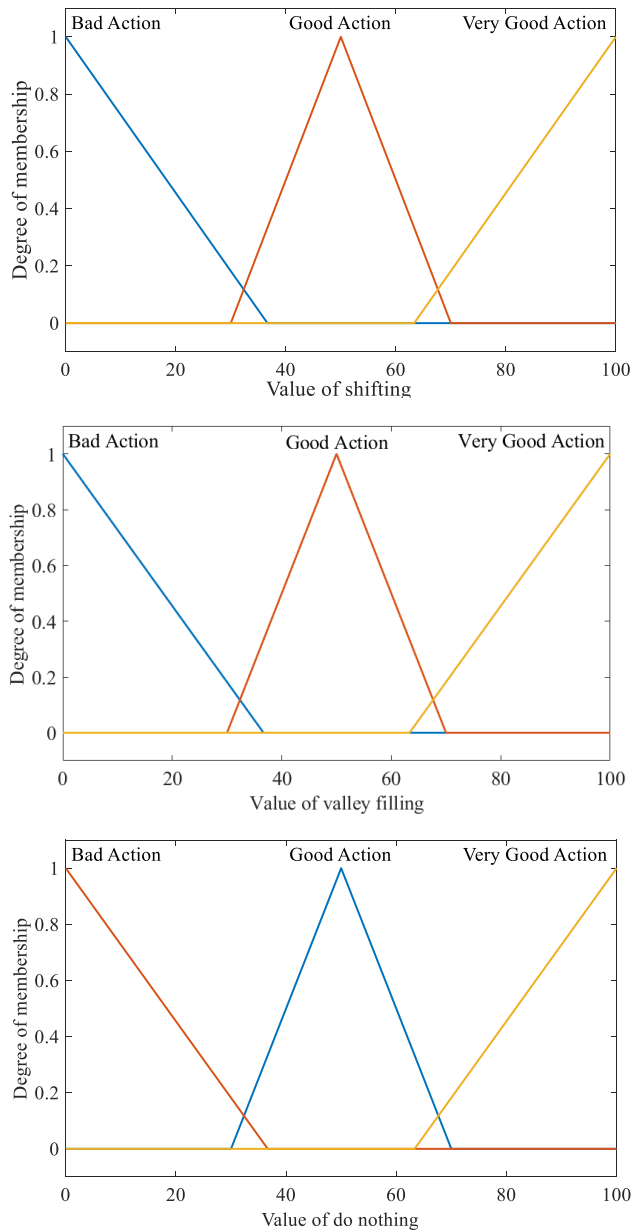 Bad Action Good Action Very Good Action
1
0.8
0.6
0.4
0.2
0
Degree of membership
0 20 40 60 80 100
Value of shifting
Bad Action Good Action Very Good Action
1
0.8
0.6
0.4
0.2
0
Degree of membership
0 20 40 60 80 100
Value of valley filling
Bad Action Good Action Very Good Action
1
0.8
0.6
0.4
0.2
0
Degree of membership
0 20 40 60 80 100
Value of do nothing